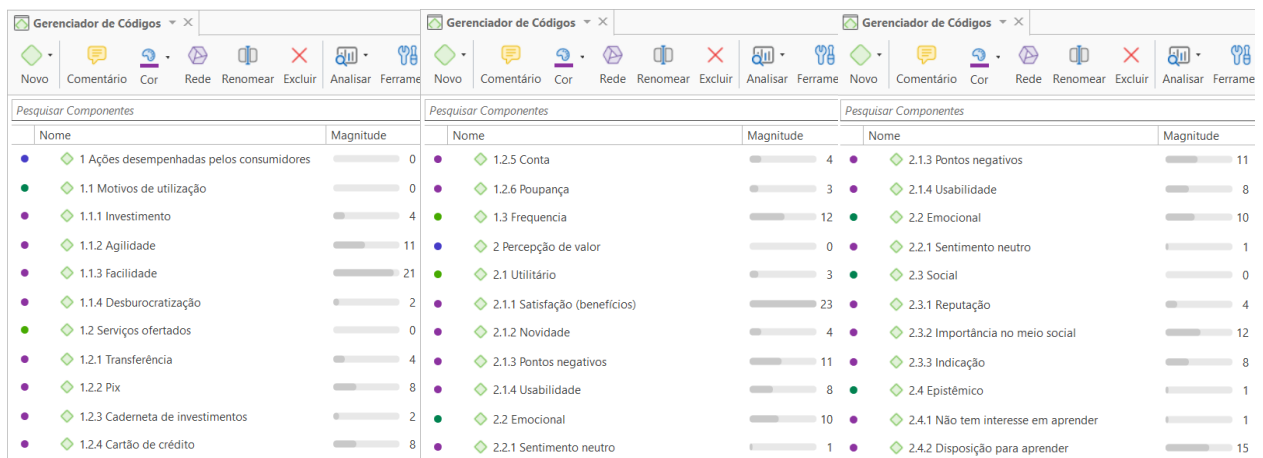 Gerenciador de Códigos
Novo Comentário Cor Rede Renomear Excluir Analisar Ferrame
Pesquisar Componentes
Nome Magnitude
1 Ações desempenhadas pelos consumidores 0
1.1 Motivos de utilização 0
1.1.1 Investimento 4
1.1.2 Agilidade 11
1.1.3 Facilidade 21
1.1.4 Desburocratização 2
1.2 Serviços ofertados 0
1.2.1 Transferência 4
1.2.2 Pix 8
1.2.3 Caderneta de investimentos 2
1.2.4 Cartão de crédito 8
Gerenciador de Códigos
Novo Comentário Cor Rede Renomear Excluir Analisar Ferrame
Pesquisar Componentes
Nome Magnitude
1.2.5 Conta 4
1.2.6 Poupança 3
1.3 Frequencia 12
2 Percepção de valor 0
2.1 Utilitário 3
2.1.1 Satisfação (benefícios) 23
2.1.2 Novidade 4
2.1.3 Pontos negativos 11
2.1.4 Usabilidade 8
2.2 Emocional 10
2.2.1 Sentimento neutro 1
Gerenciador de Códigos
Novo Comentário Cor Rede Renomear Excluir Analisar Ferrame
Pesquisar Componentes
Nome Magnitude
2.1.3 Pontos negativos 11
2.1.4 Usabilidade 8
2.2 Emocional 10
2.2.1 Sentimento neutro 1
2.3 Social 0
2.3.1 Reputação 4
2.3.2 Importância no meio social 12
2.3.3 Indicação 8
2.4 Epistêmico 1
2.4.1 Não tem interesse em aprender 1
2.4.2 Disposição para aprender 15